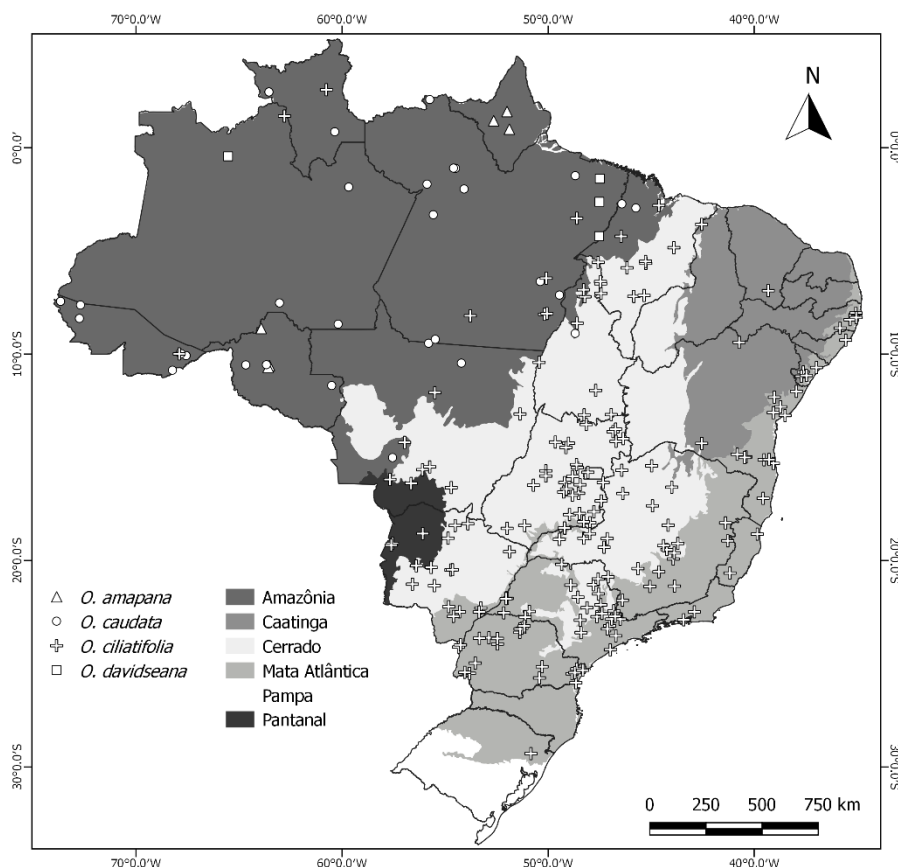 70°0.0'W 60°0.0'W 50°0.0'W 40°0.0'W
N
0°0.0' 0°0.0'
10°0.0'S 10°0.0'S
20°0.0'S 20°0.0'S
30°0.0'S 30°0.0'S
O. amapana
O. caudata
O. ciliatifolia
O. davidseana
Amazônia
Caatinga
Cerrado
Mata Atlântica
Pampa
Pantanal
0 250 500 750 km
70°0.0'W 60°0.0'W 50°0.0'W 40°0.0'W